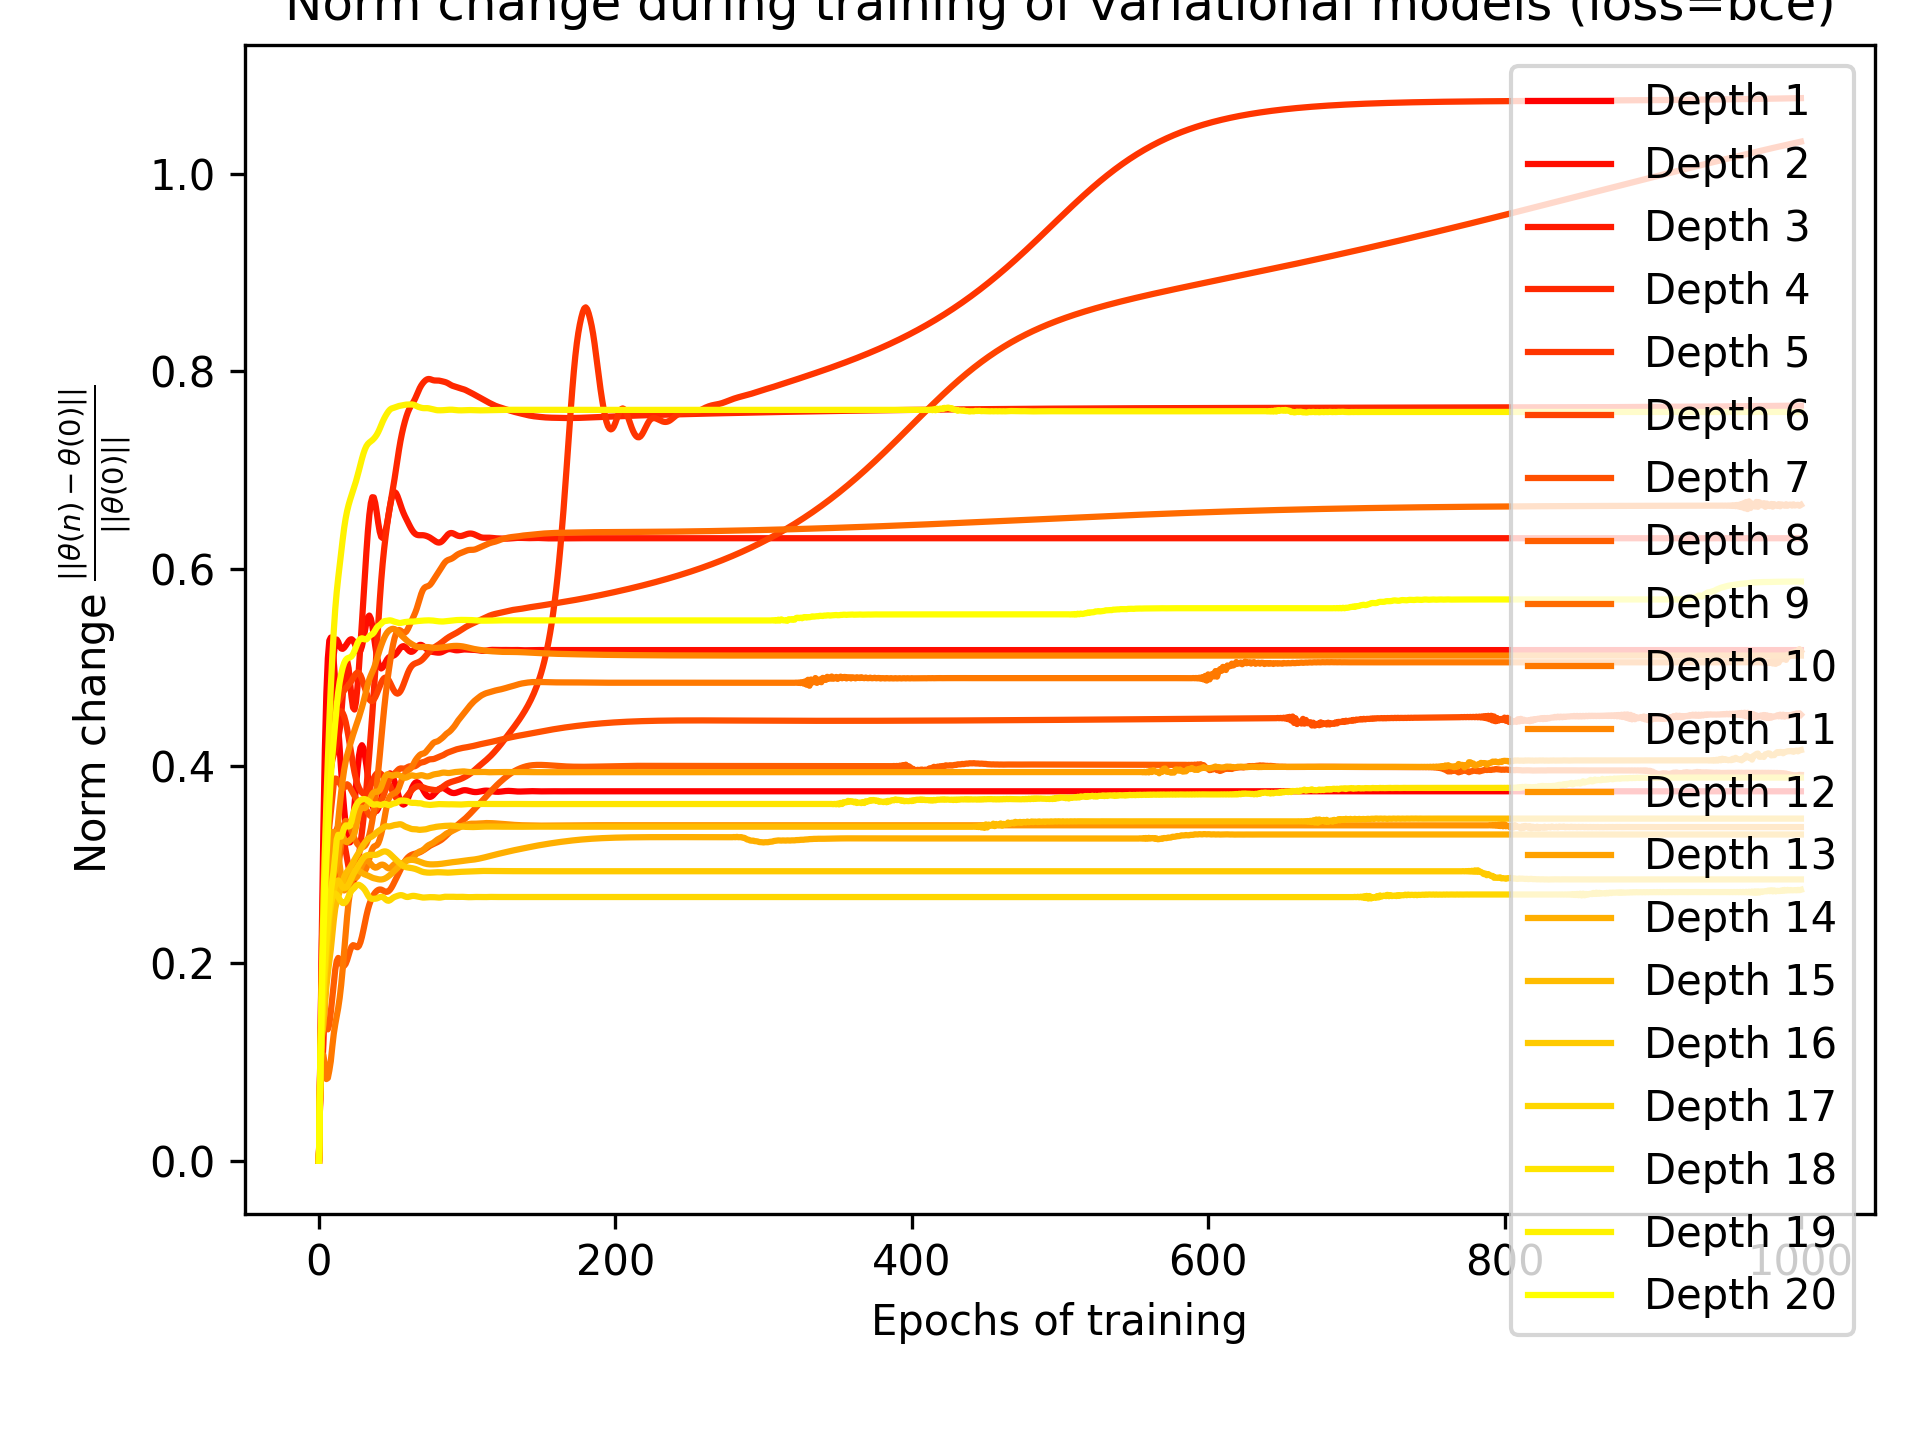 Norm change during training of variational models (loss=bce)
Norm change ||θ(n) − θ(0)|| / ||θ(0)||
1.0
0.8
0.6
0.4
0.2
0.0
0 200 400 600 800 1000
Epochs of training
Depth 1
Depth 2
Depth 3
Depth 4
Depth 5
Depth 6
Depth 7
Depth 8
Depth 9
Depth 10
Depth 11
Depth 12
Depth 13
Depth 14
Depth 15
Depth 16
Depth 17
Depth 18
Depth 19
Depth 20